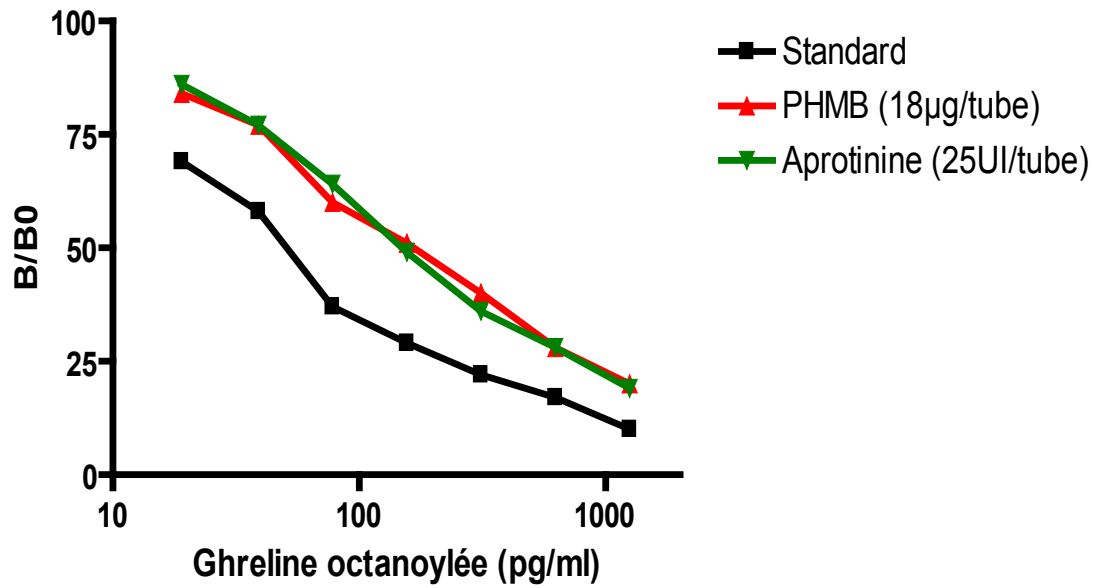 100
75
50
25
0
B/B0
10
100
1000
Ghreline octanoylée (pg/ml)
Standard
PHMB (18µg/tube)
Aprotinine (25UI/tube)